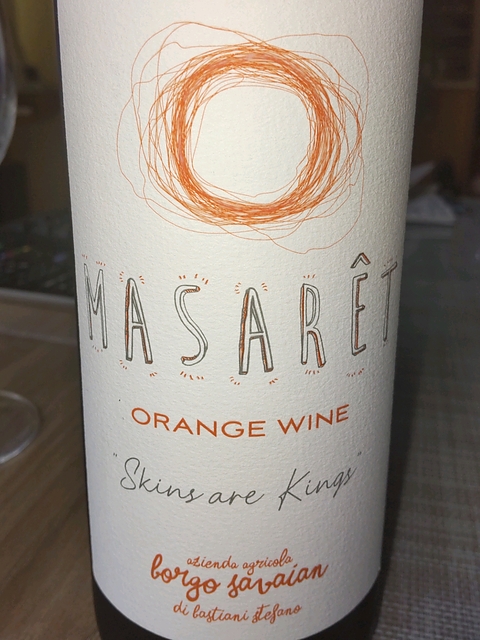 MASARÊT
ORANGE WINE
"Skins are Kings"
azienda agricola
borgo savaian
di bastiani stefano